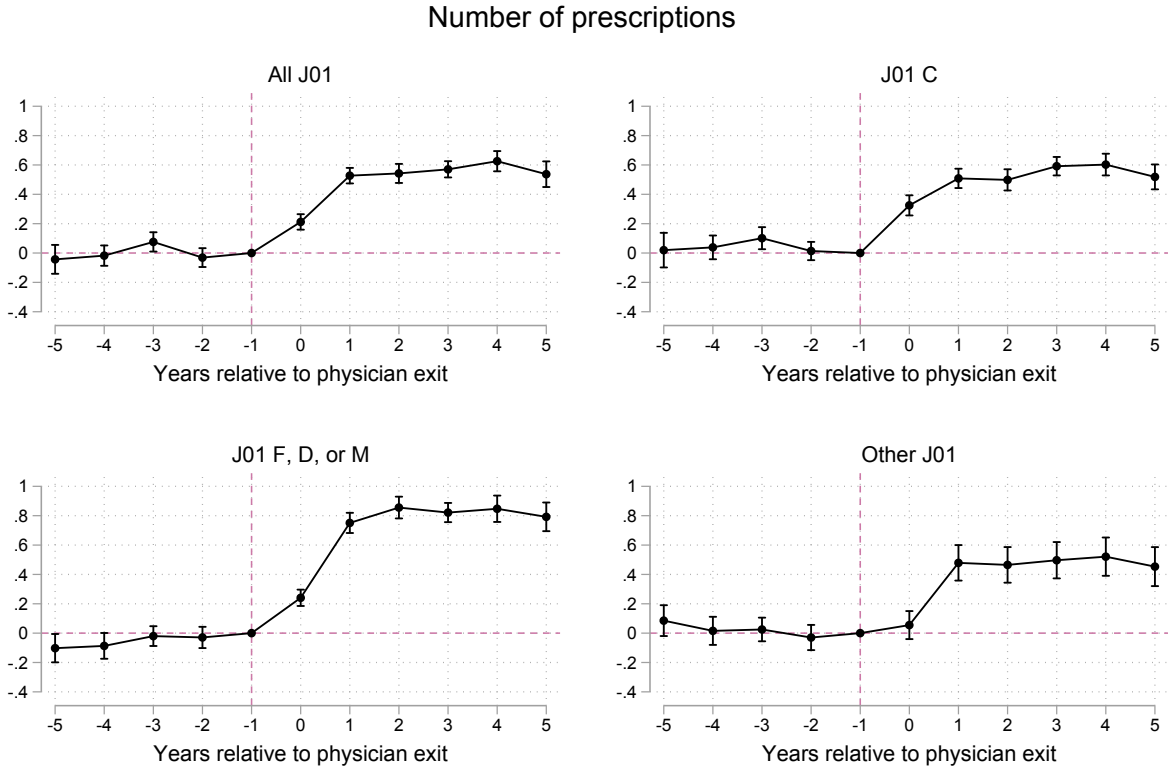 Number of prescriptions
All J01
1
.8
.6
.4
.2
0
-.2
-.4
-5 -4 -3 -2 -1 0 1 2 3 4 5
Years relative to physician exit
J01 C
1
.8
.6
.4
.2
0
-.2
-.4
-5 -4 -3 -2 -1 0 1 2 3 4 5
Years relative to physician exit
J01 F, D, or M
1
.8
.6
.4
.2
0
-.2
-.4
-5 -4 -3 -2 -1 0 1 2 3 4 5
Years relative to physician exit
Other J01
1
.8
.6
.4
.2
0
-.2
-.4
-5 -4 -3 -2 -1 0 1 2 3 4 5
Years relative to physician exit